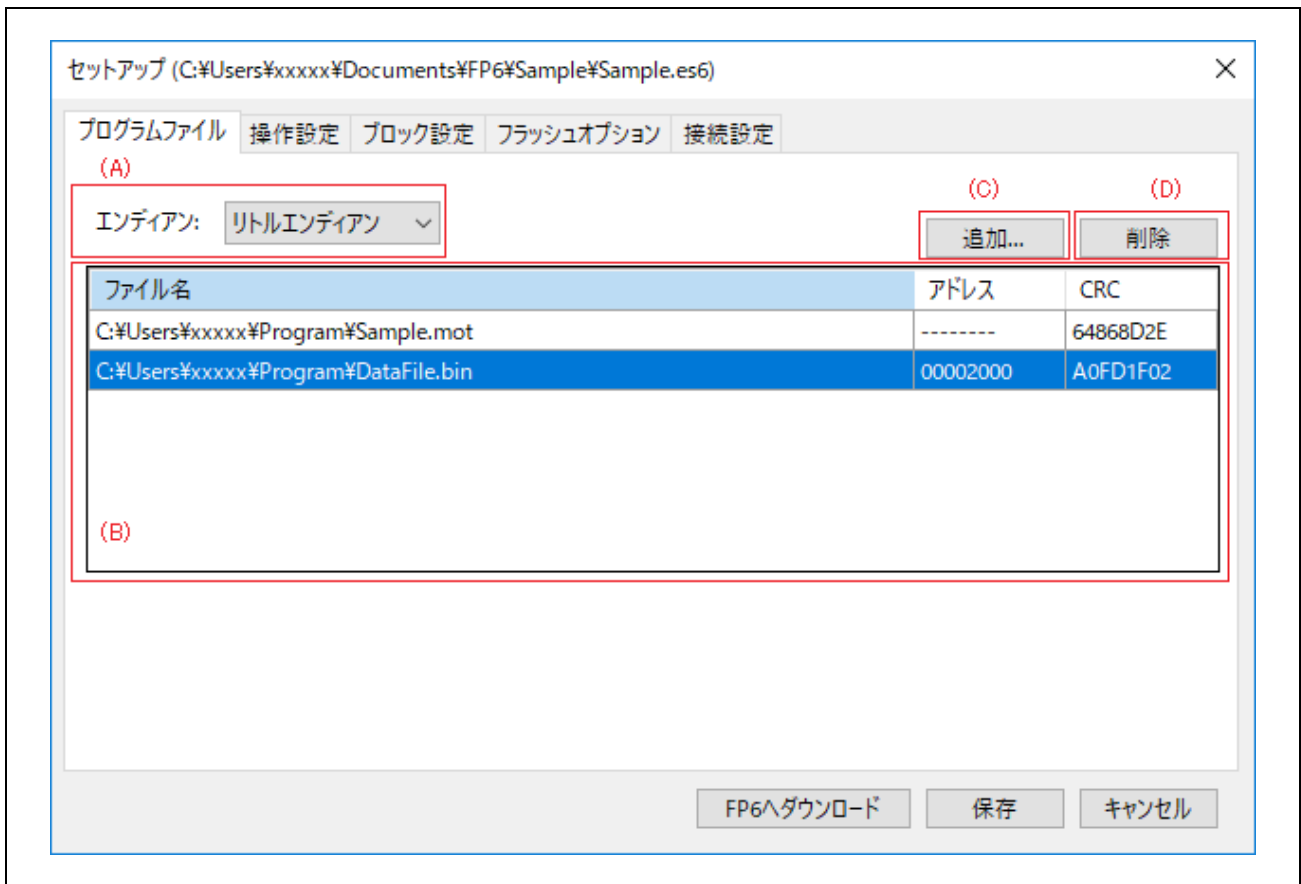 セットアップ (C:¥Users¥xxxxx¥Documents¥FP6¥Sample¥Sample.es6)
プログラムファイル 操作設定 ブロック設定 フラッシュオプション 接続設定
(A)
(C) (D)
エンディアン: リトルエンディアン 追加... 削除
ファイル名 アドレス CRC
C:¥Users¥xxxxx¥Program¥Sample.mot -------- 64868D2E
C:¥Users¥xxxxx¥Program¥DataFile.bin 00002000 A0FD1F02
(B)
FP6へダウンロード 保存 キャンセル